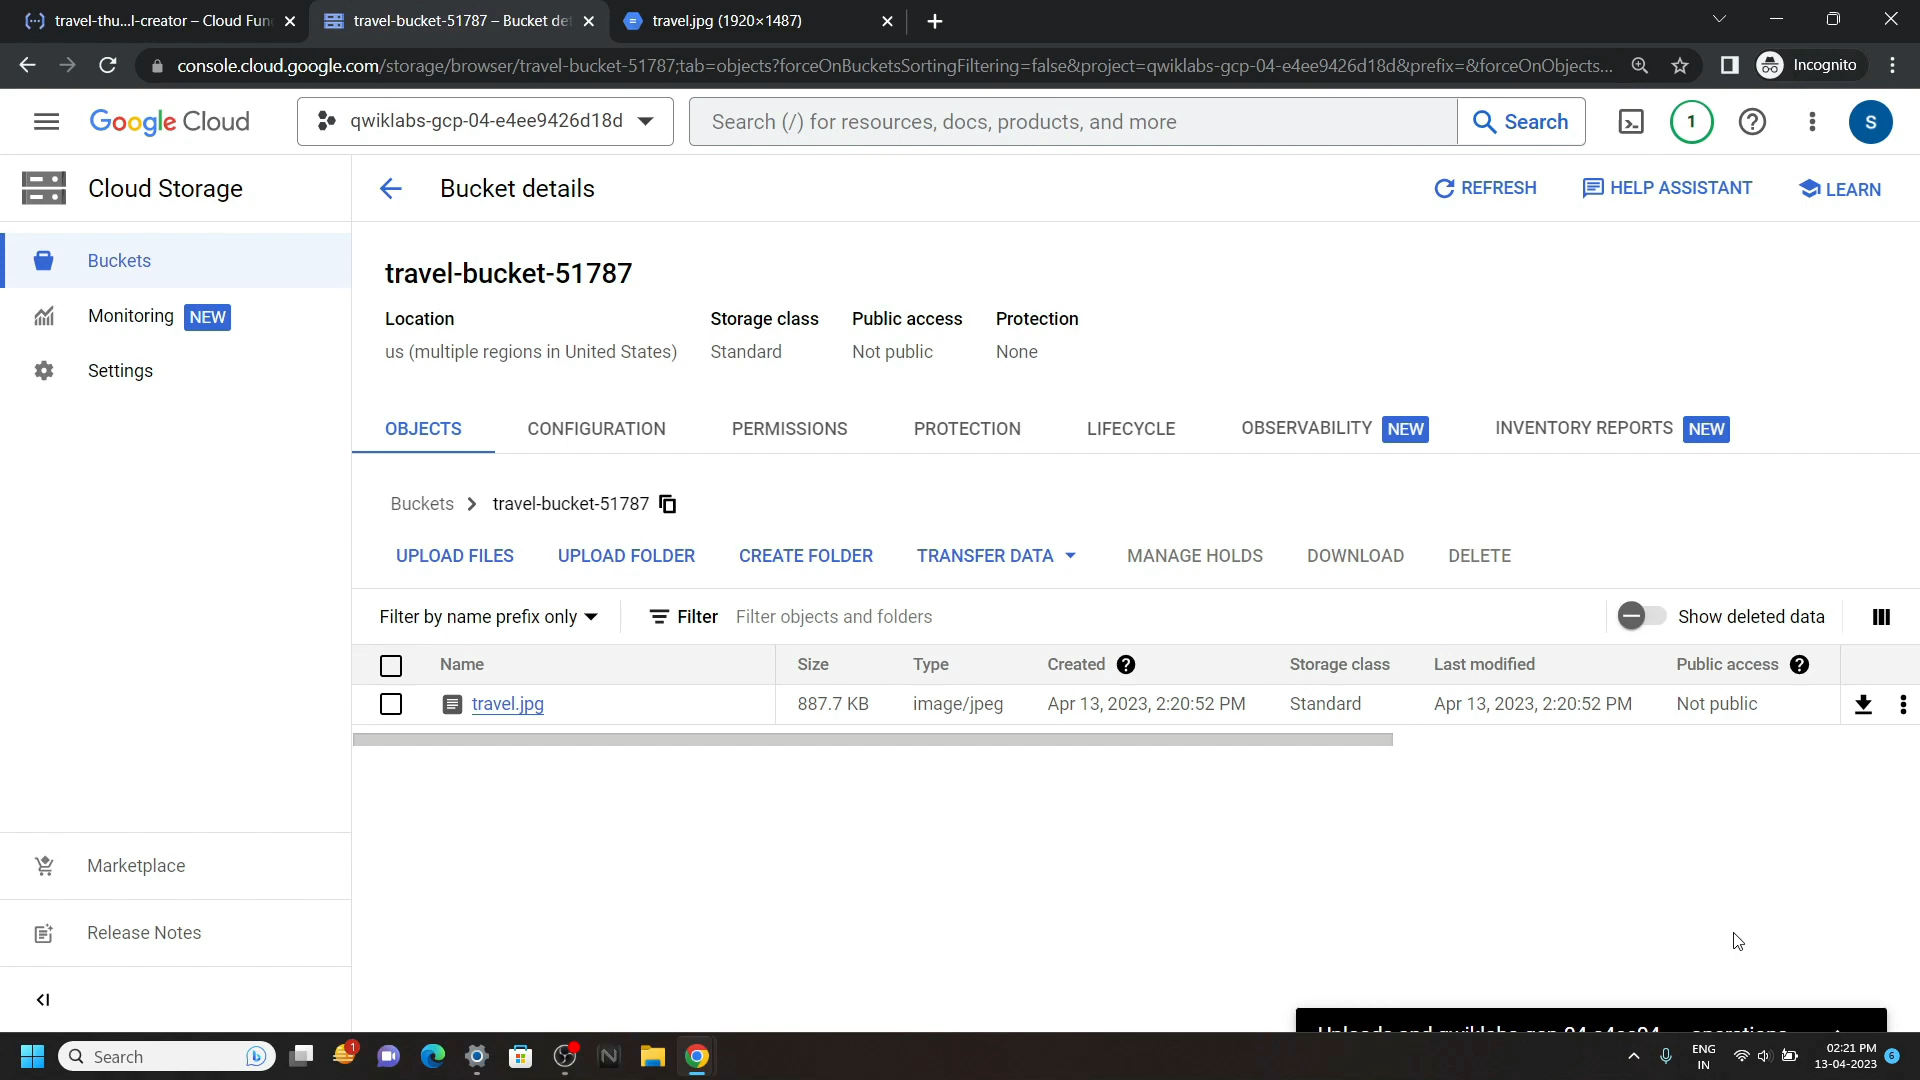 travel-thu...l-creator – Cloud Fun
travel-bucket-51787 – Bucket det
travel.jpg (1920×1487)
console.cloud.google.com/storage/browser/travel-bucket-51787;tab=objects?forceOnBucketsSortingFiltering=false&project=qwiklabs-gcp-04-e4ee9426d18d&prefix=&forceOnObjects...
Incognito
Google Cloud
qwiklabs-gcp-04-e4ee9426d18d
Search (/) for resources, docs, products, and more
Search
1
S
Cloud Storage
Bucket details
REFRESH
HELP ASSISTANT
LEARN
Buckets
Monitoring NEW
Settings
travel-bucket-51787
Location Storage class Public access Protection
us (multiple regions in United States) Standard Not public None
OBJECTS CONFIGURATION PERMISSIONS PROTECTION LIFECYCLE OBSERVABILITY NEW INVENTORY REPORTS NEW
Buckets > travel-bucket-51787
UPLOAD FILES UPLOAD FOLDER CREATE FOLDER TRANSFER DATA MANAGE HOLDS DOWNLOAD DELETE
Filter by name prefix only Filter Filter objects and folders Show deleted data
Name Size Type Created Storage class Last modified Public access
travel.jpg 887.7 KB image/jpeg Apr 13, 2023, 2:20:52 PM Standard Apr 13, 2023, 2:20:52 PM Not public
Marketplace
Release Notes
Search
1
ENG
IN
02:21 PM
13-04-2023
6